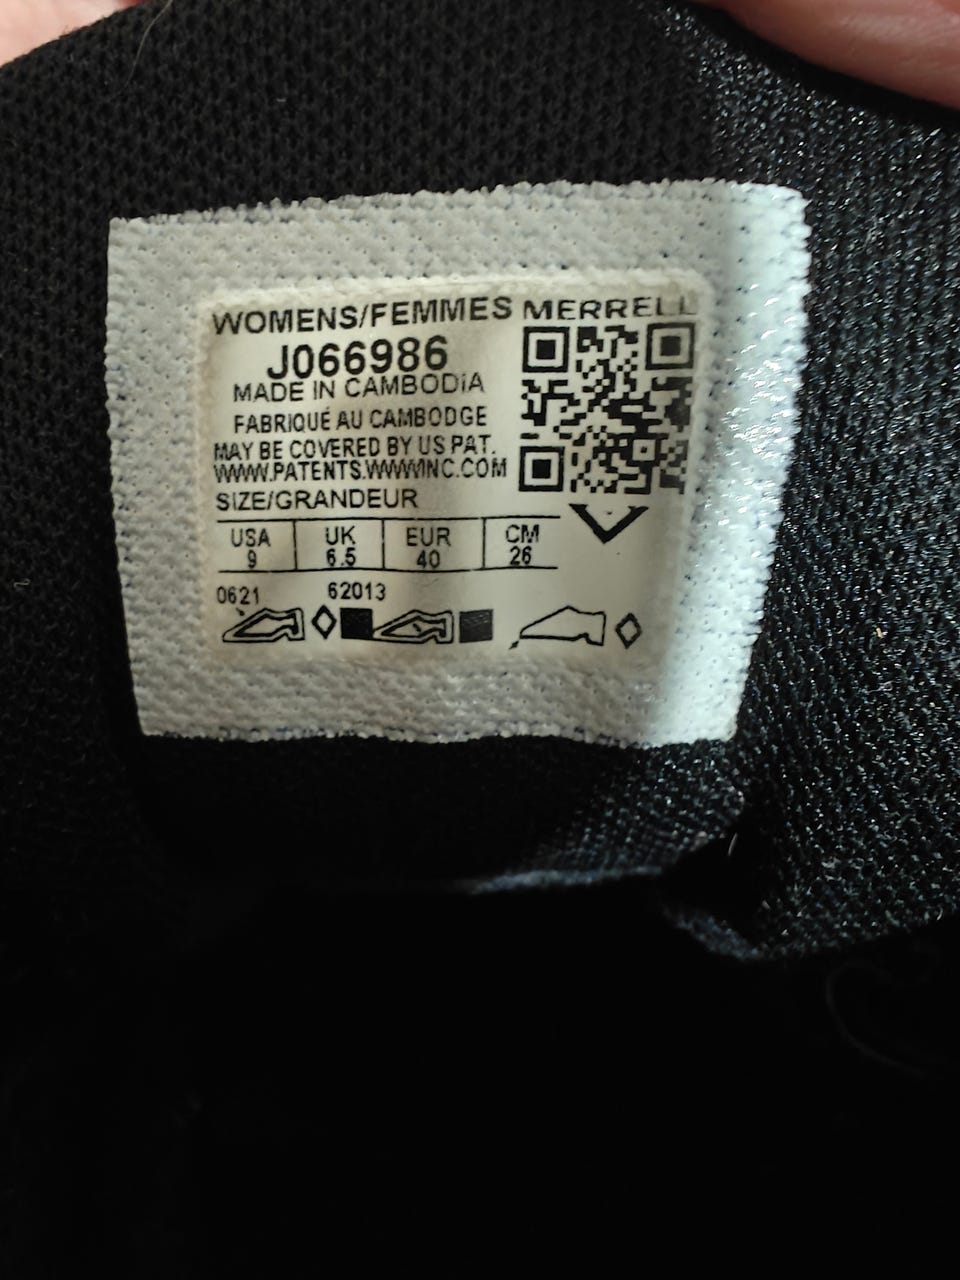 WOMENS/FEMMES MERRELL
J066986
MADE IN CAMBODIA
FABRIQUÉ AU CAMBODGE
MAY BE COVERED BY US PAT.
WWW.PATENTS.WWWINC.COM
SIZE/GRANDEUR
USA UK EUR CM
9 6.5 40 26
0621 62013